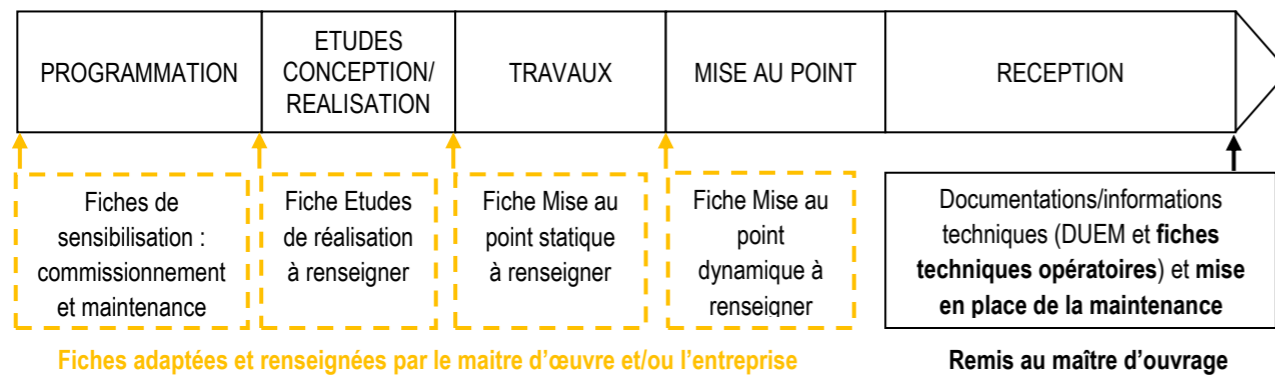 PROGRAMMATION
ETUDES
CONCEPTION/
REALISATION
TRAVAUX
MISE AU POINT
RECEPTION
Fiches de
sensibilisation :
commissionnement
et maintenance
Fiche Etudes
de réalisation
à renseigner
Fiche Mise au
point statique
à renseigner
Fiche Mise au
point
dynamique à
renseigner
Documentations/informations
techniques (DUEM et fiches
techniques opératoires) et mise
en place de la maintenance
Fiches adaptées et renseignées par le maitre d’œuvre et/ou l’entreprise
Remis au maître d’ouvrage